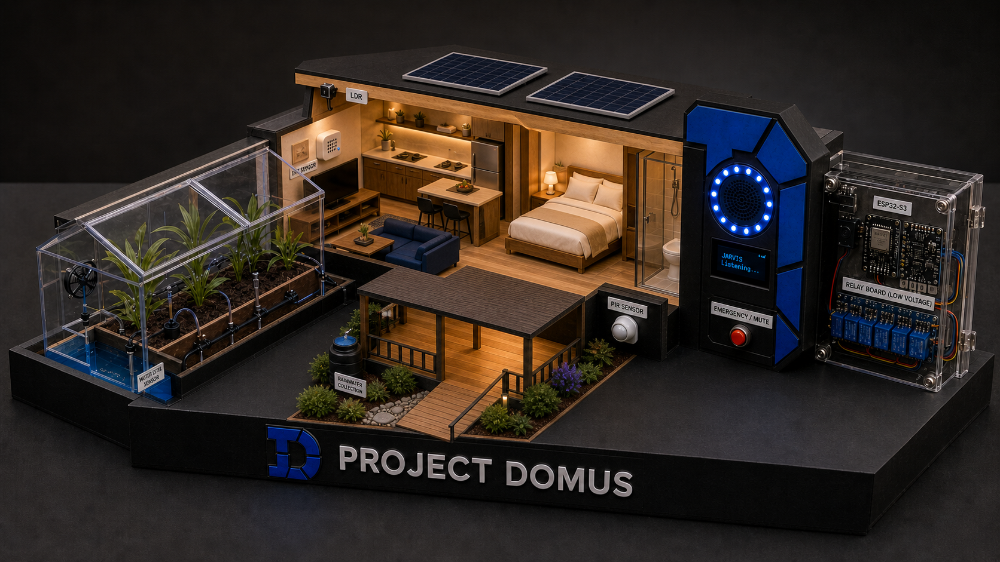 LDR
SENSOR
ESP32-S3
JARVIS
Listening...
RELAY BOARD (LOW VOLTAGE)
PIR SENSOR
EMERGENCY / MUTE
WATER LEVEL
SENSOR
RAINWATER
COLLECTION
PROJECT DOMUS